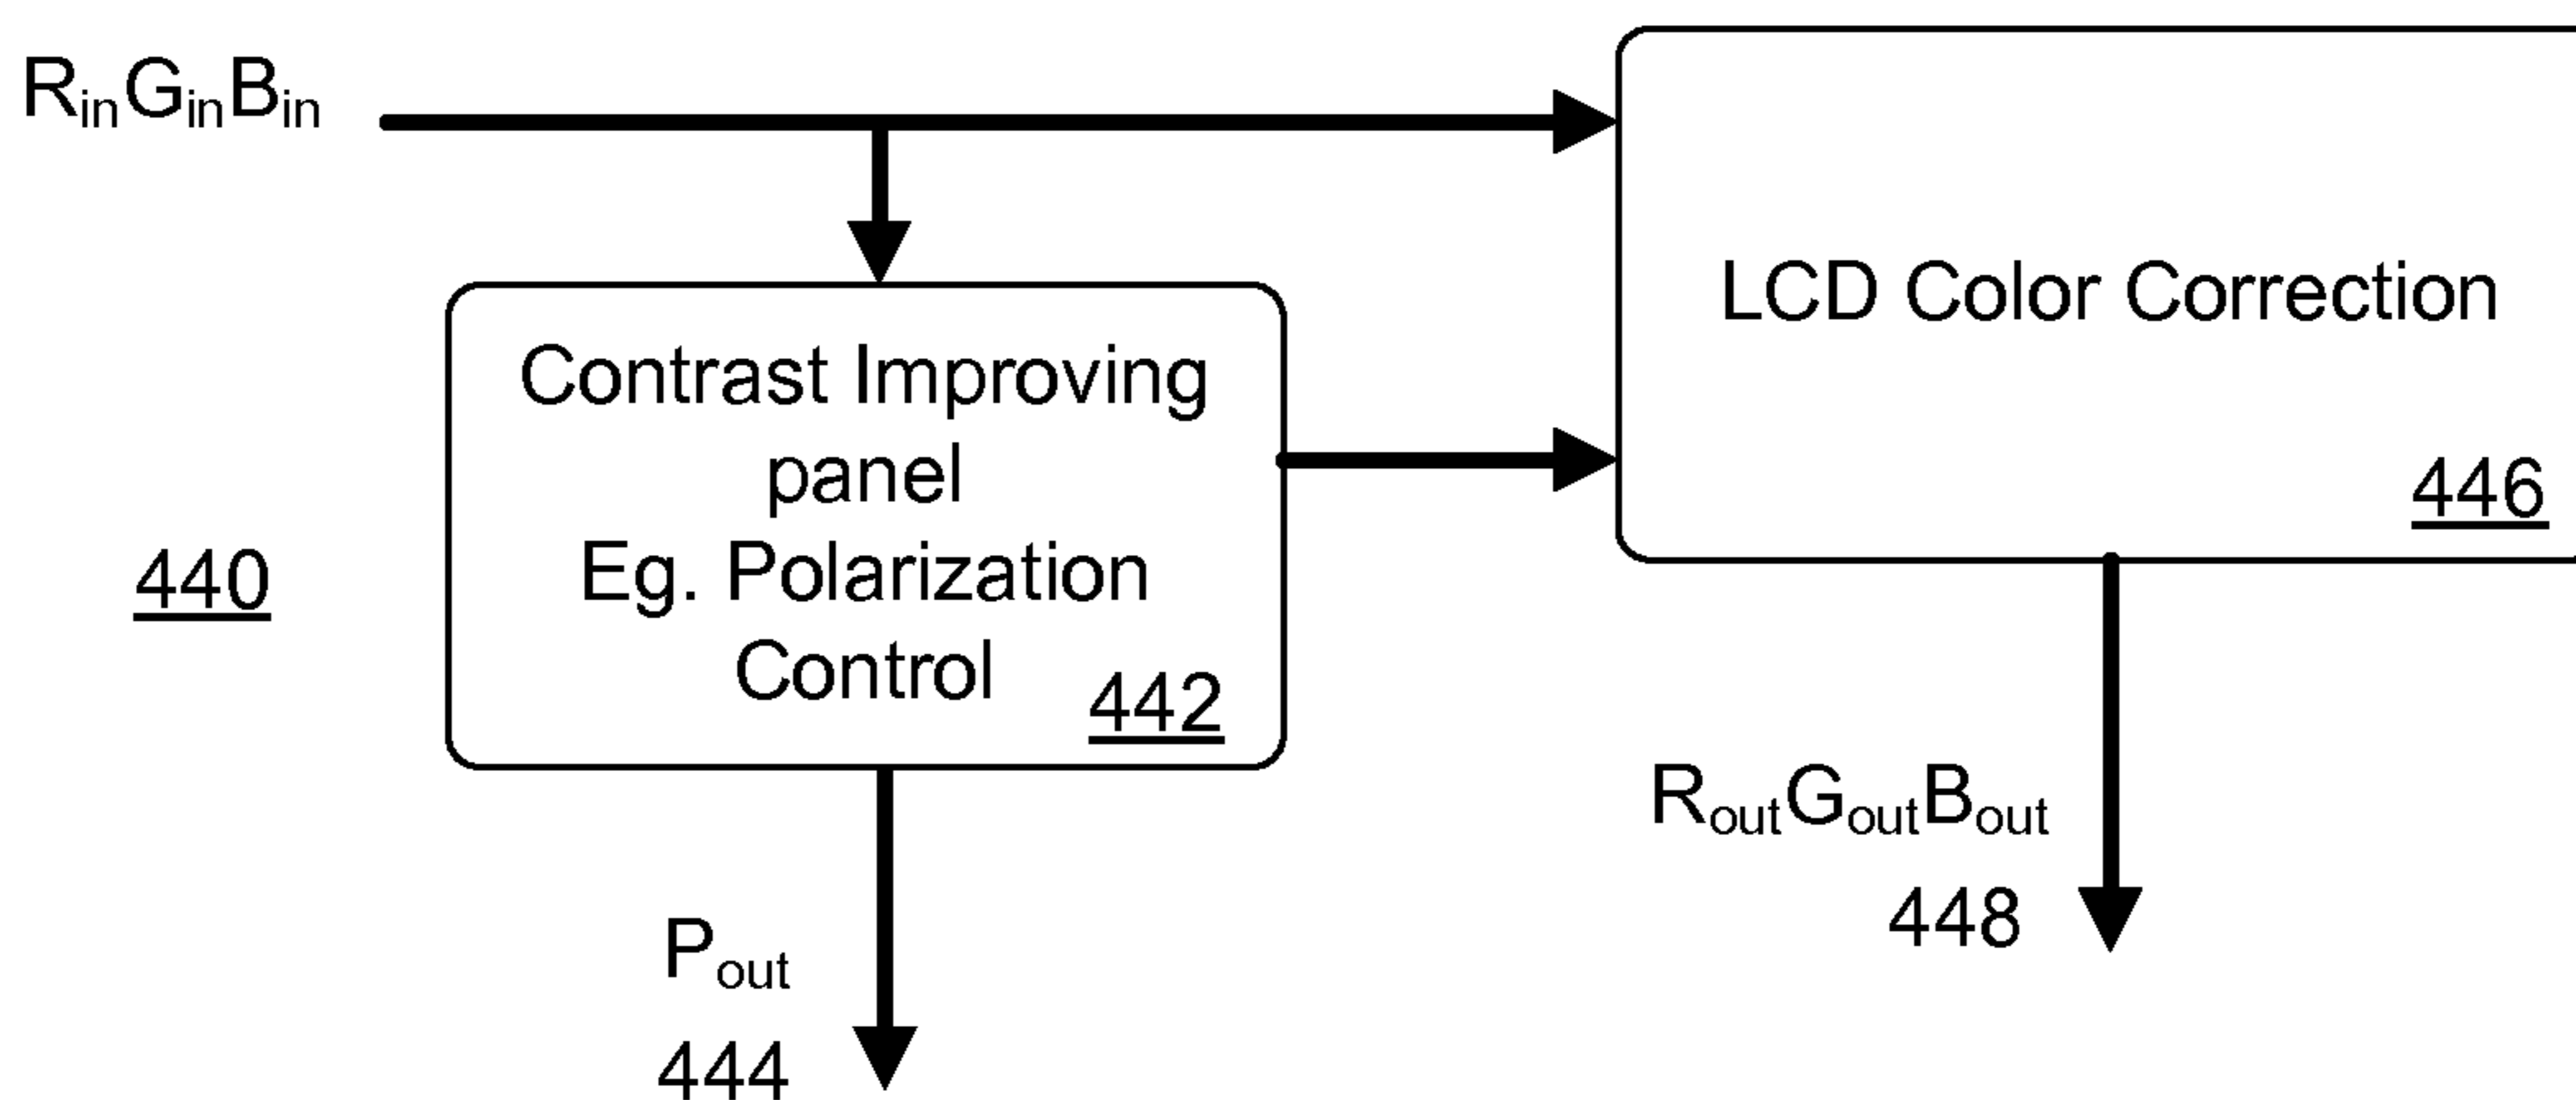 RinGinBin
LCD Color Correction
446
Contrast Improving
panel
Eg. Polarization
Control
442
440
RoutGoutBout
448
Pout
444